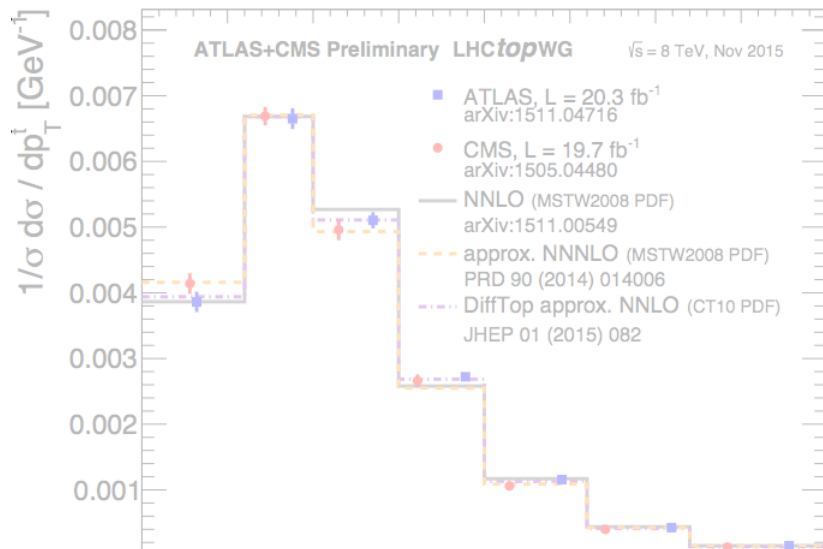 0.008
0.007
0.006
0.005
0.004
0.003
0.002
0.001
1/σ dσ / dp_T^t [GeV⁻¹]
ATLAS+CMS Preliminary LHCtopWG √s = 8 TeV, Nov 2015
ATLAS, L = 20.3 fb⁻¹
arXiv:1511.04716
CMS, L = 19.7 fb⁻¹
arXiv:1505.04480
NNLO (MSTW2008 PDF)
arXiv:1511.00549
approx. NNNLO (MSTW2008 PDF)
PRD 90 (2014) 014006
DiffTop approx. NNLO (CT10 PDF)
JHEP 01 (2015) 082